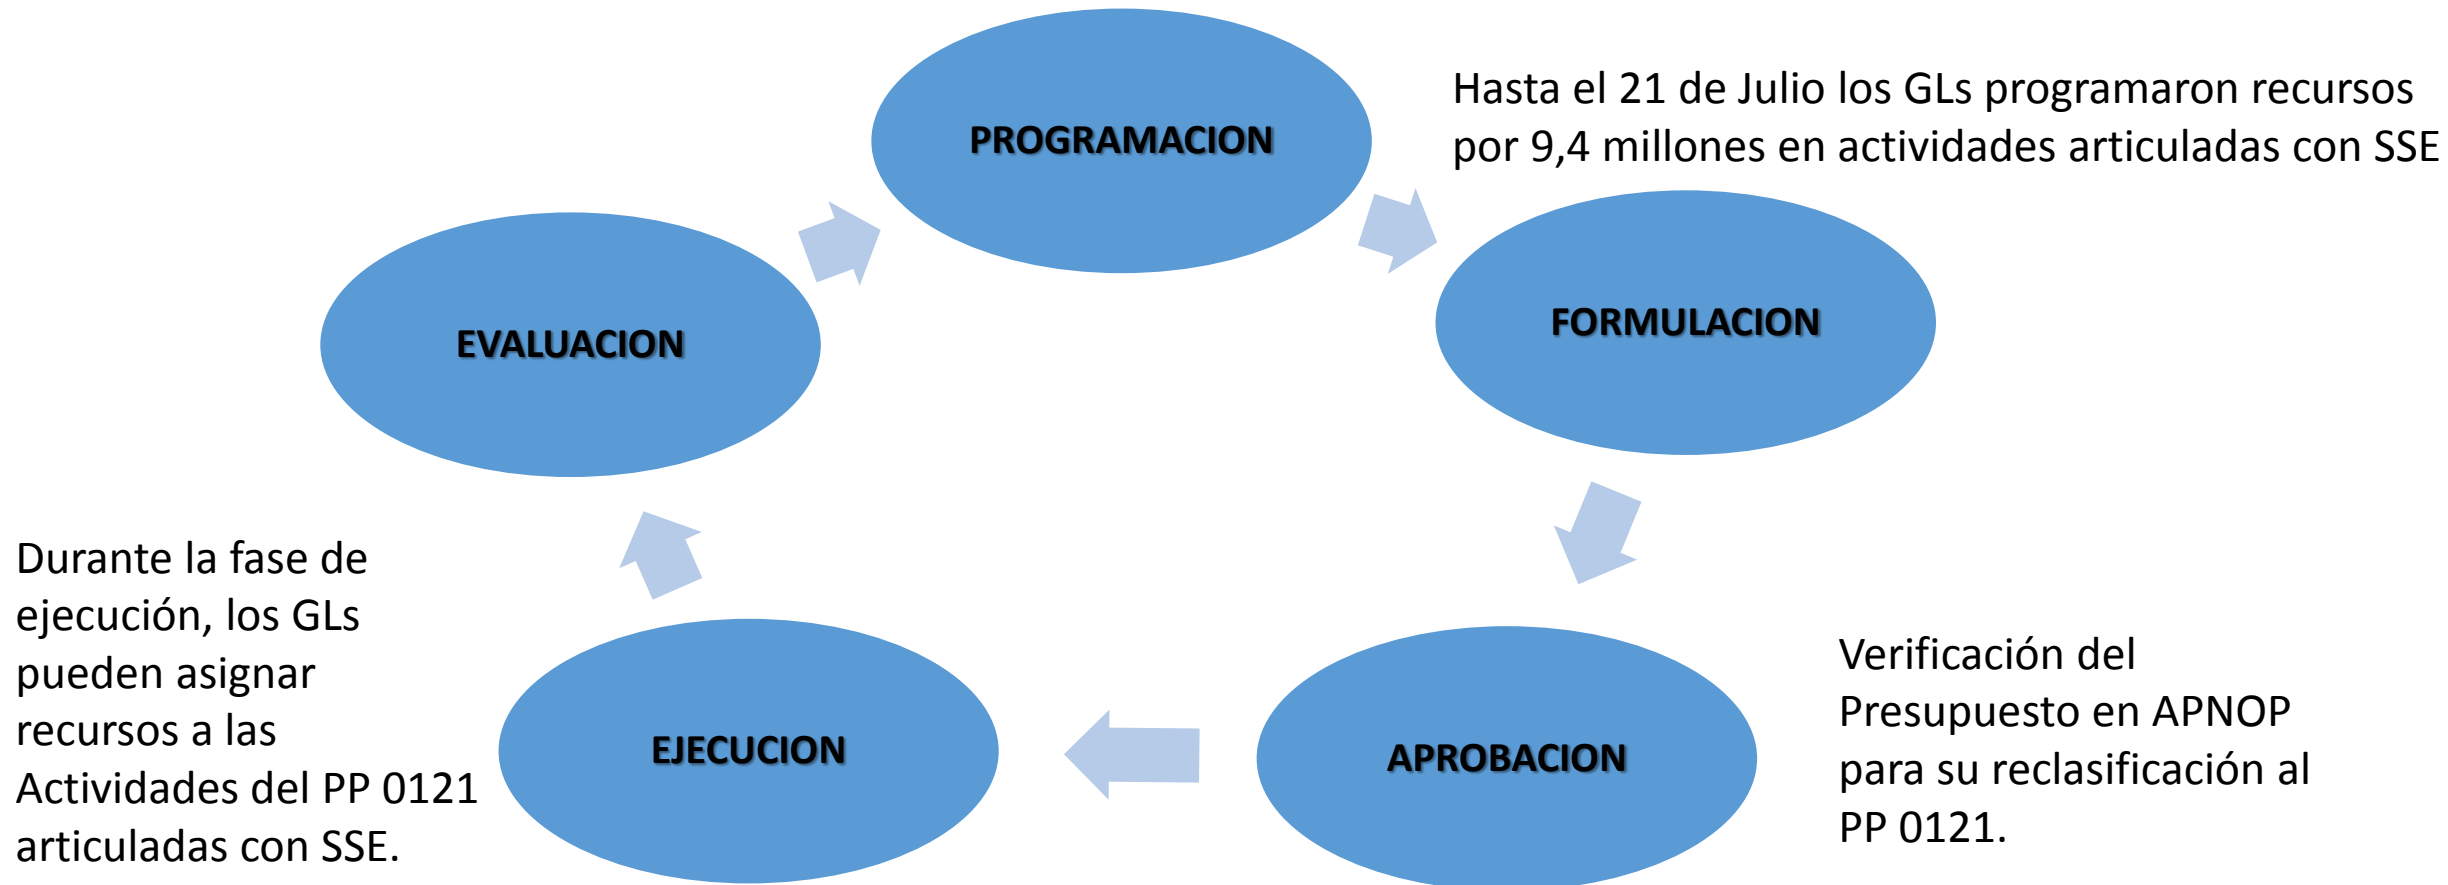 PROGRAMACION
Hasta el 21 de Julio los GLs programaron recursos
por 9,4 millones en actividades articuladas con SSE
FORMULACION
EVALUACION
Durante la fase de
ejecución, los GLs
pueden asignar
recursos a las
Actividades del PP 0121
articuladas con SSE.
EJECUCION
APROBACION
Verificación del
Presupuesto en APNOP
para su reclasificación al
PP 0121.